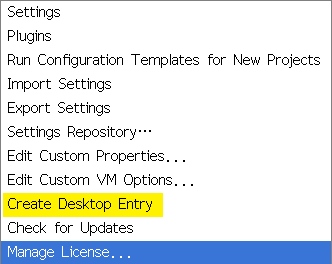 Settings
Plugins
Run Configuration Templates for New Projects
Import Settings
Export Settings
Settings Repository⋯
Edit Custom Properties...
Edit Custom VM Options...
Create Desktop Entry
Check for Updates
Manage License...